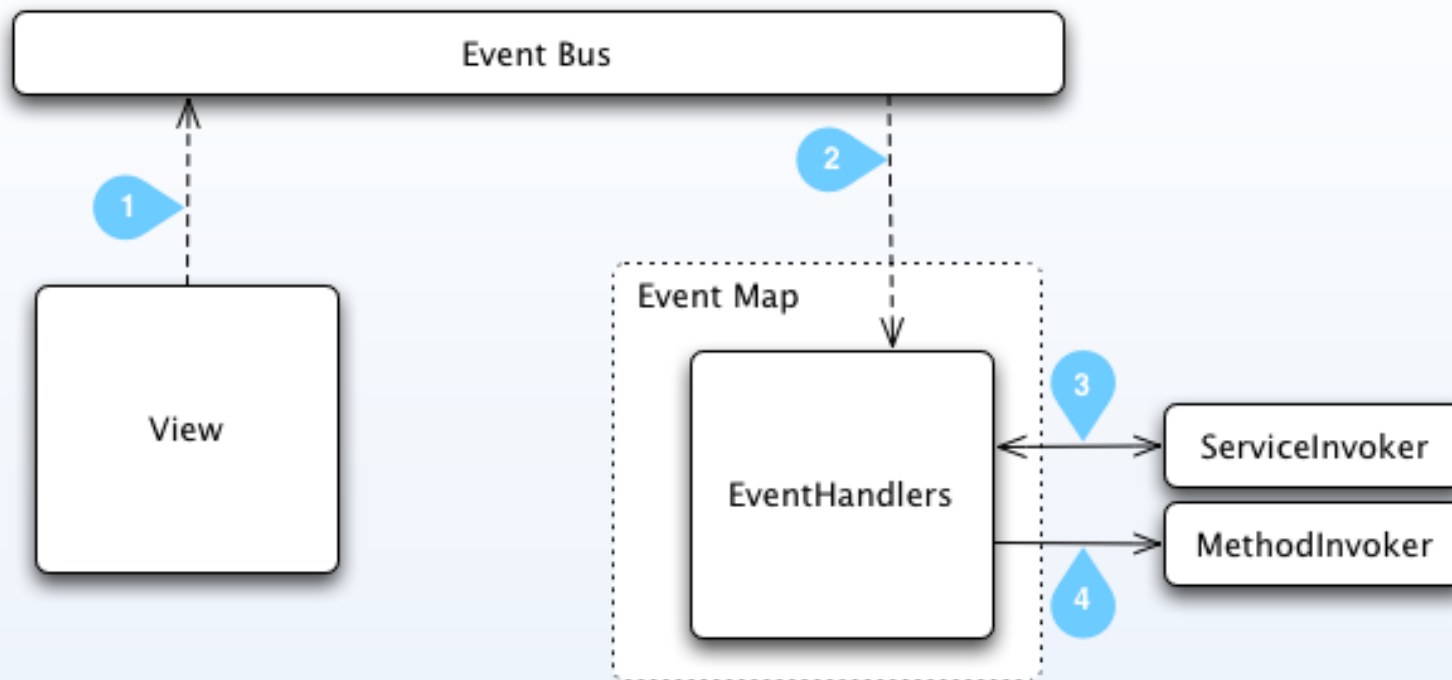 Event Bus
1
2
Event Map
View
EventHandlers
3
ServiceInvoker
MethodInvoker
4